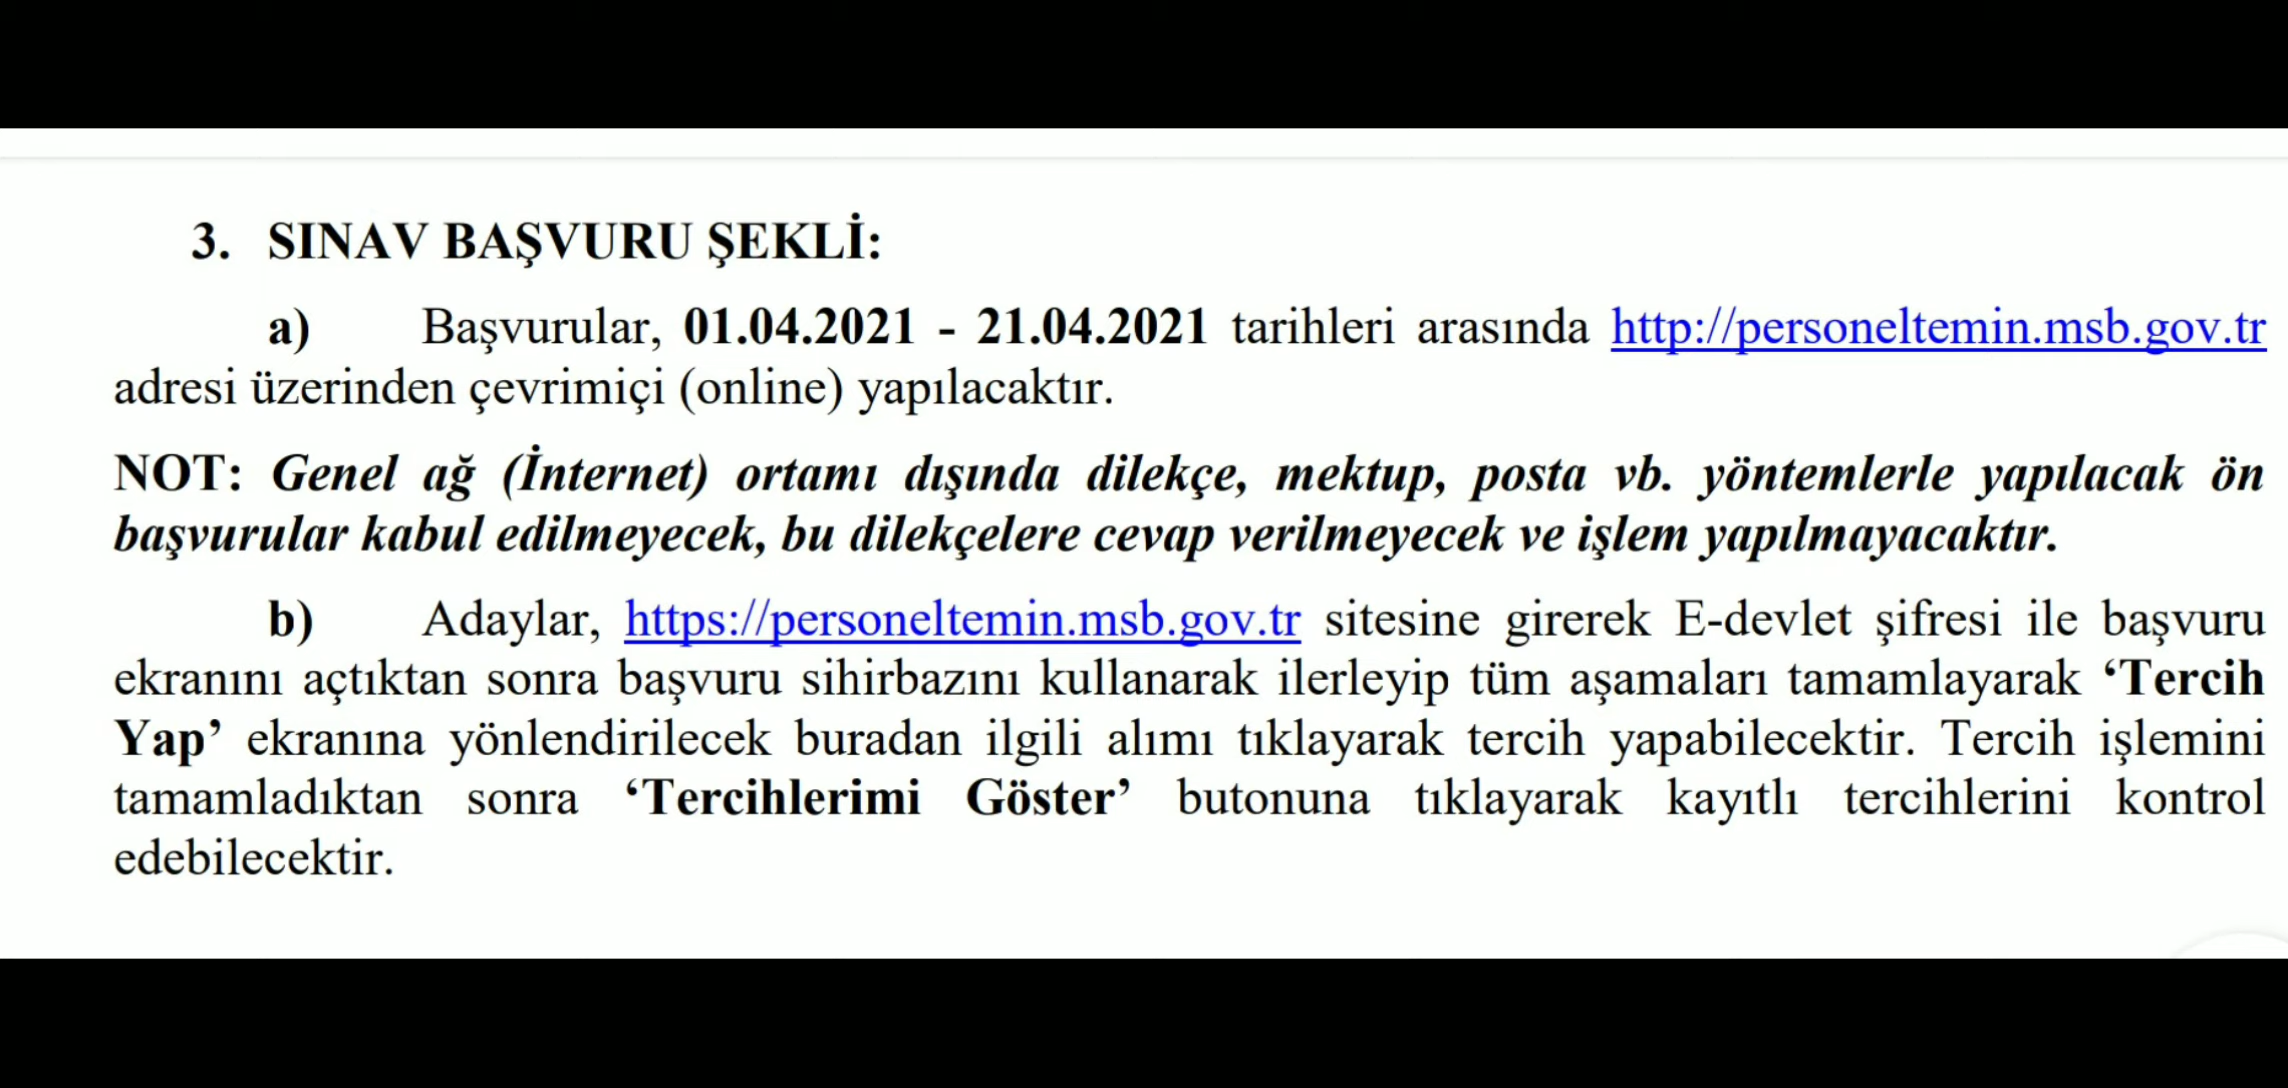 3. SINAV BAŞVURU ŞEKLİ:
a) Başvurular, 01.04.2021 - 21.04.2021 tarihleri arasında http://personeltemin.msb.gov.tr
adresi üzerinden çevrimiçi (online) yapılacaktır.
NOT: Genel ağ (İnternet) ortamı dışında dilekçe, mektup, posta vb. yöntemlerle yapılacak ön
başvurular kabul edilmeyecek, bu dilekçelere cevap verilmeyecek ve işlem yapılmayacaktır.
b) Adaylar, https://personeltemin.msb.gov.tr sitesine girerek E-devlet şifresi ile başvuru
ekranını açtıktan sonra başvuru sihirbazını kullanarak ilerleyip tüm aşamaları tamamlayarak ‘Tercih
Yap’ ekranına yönlendirilecek buradan ilgili alımı tıklayarak tercih yapabilecektir. Tercih işlemini
tamamladıktan sonra ‘Tercihlerimi Göster’ butonuna tıklayarak kayıtlı tercihlerini kontrol
edebilecektir.